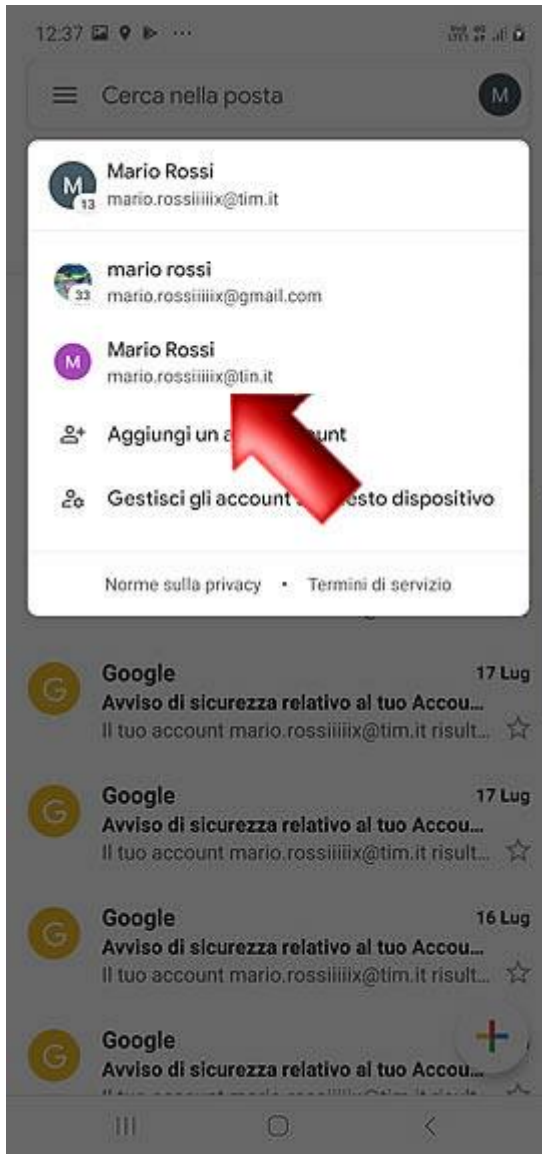 12:37
Cerca nella posta
M
M
13
Mario Rossi
mario.rossiiiiix@tim.it
33
mario rossi
mario.rossiiiiix@gmail.com
M
Mario Rossi
mario.rossiiiiix@tin.it
Aggiungi un a unt
Gestisci gli account s esto dispositivo
Norme sulla privacy • Termini di servizio
G
Google 17 Lug
Avviso di sicurezza relativo al tuo Accou...
Il tuo account mario.rossiiiiix@tim.it risult...
G
Google 17 Lug
Avviso di sicurezza relativo al tuo Accou...
Il tuo account mario.rossiiiiix@tim.it risult...
G
Google 16 Lug
Avviso di sicurezza relativo al tuo Accou...
Il tuo account mario.rossiiiiix@tim.it risult...
G
Google
Avviso di sicurezza relativo al tuo Accou...